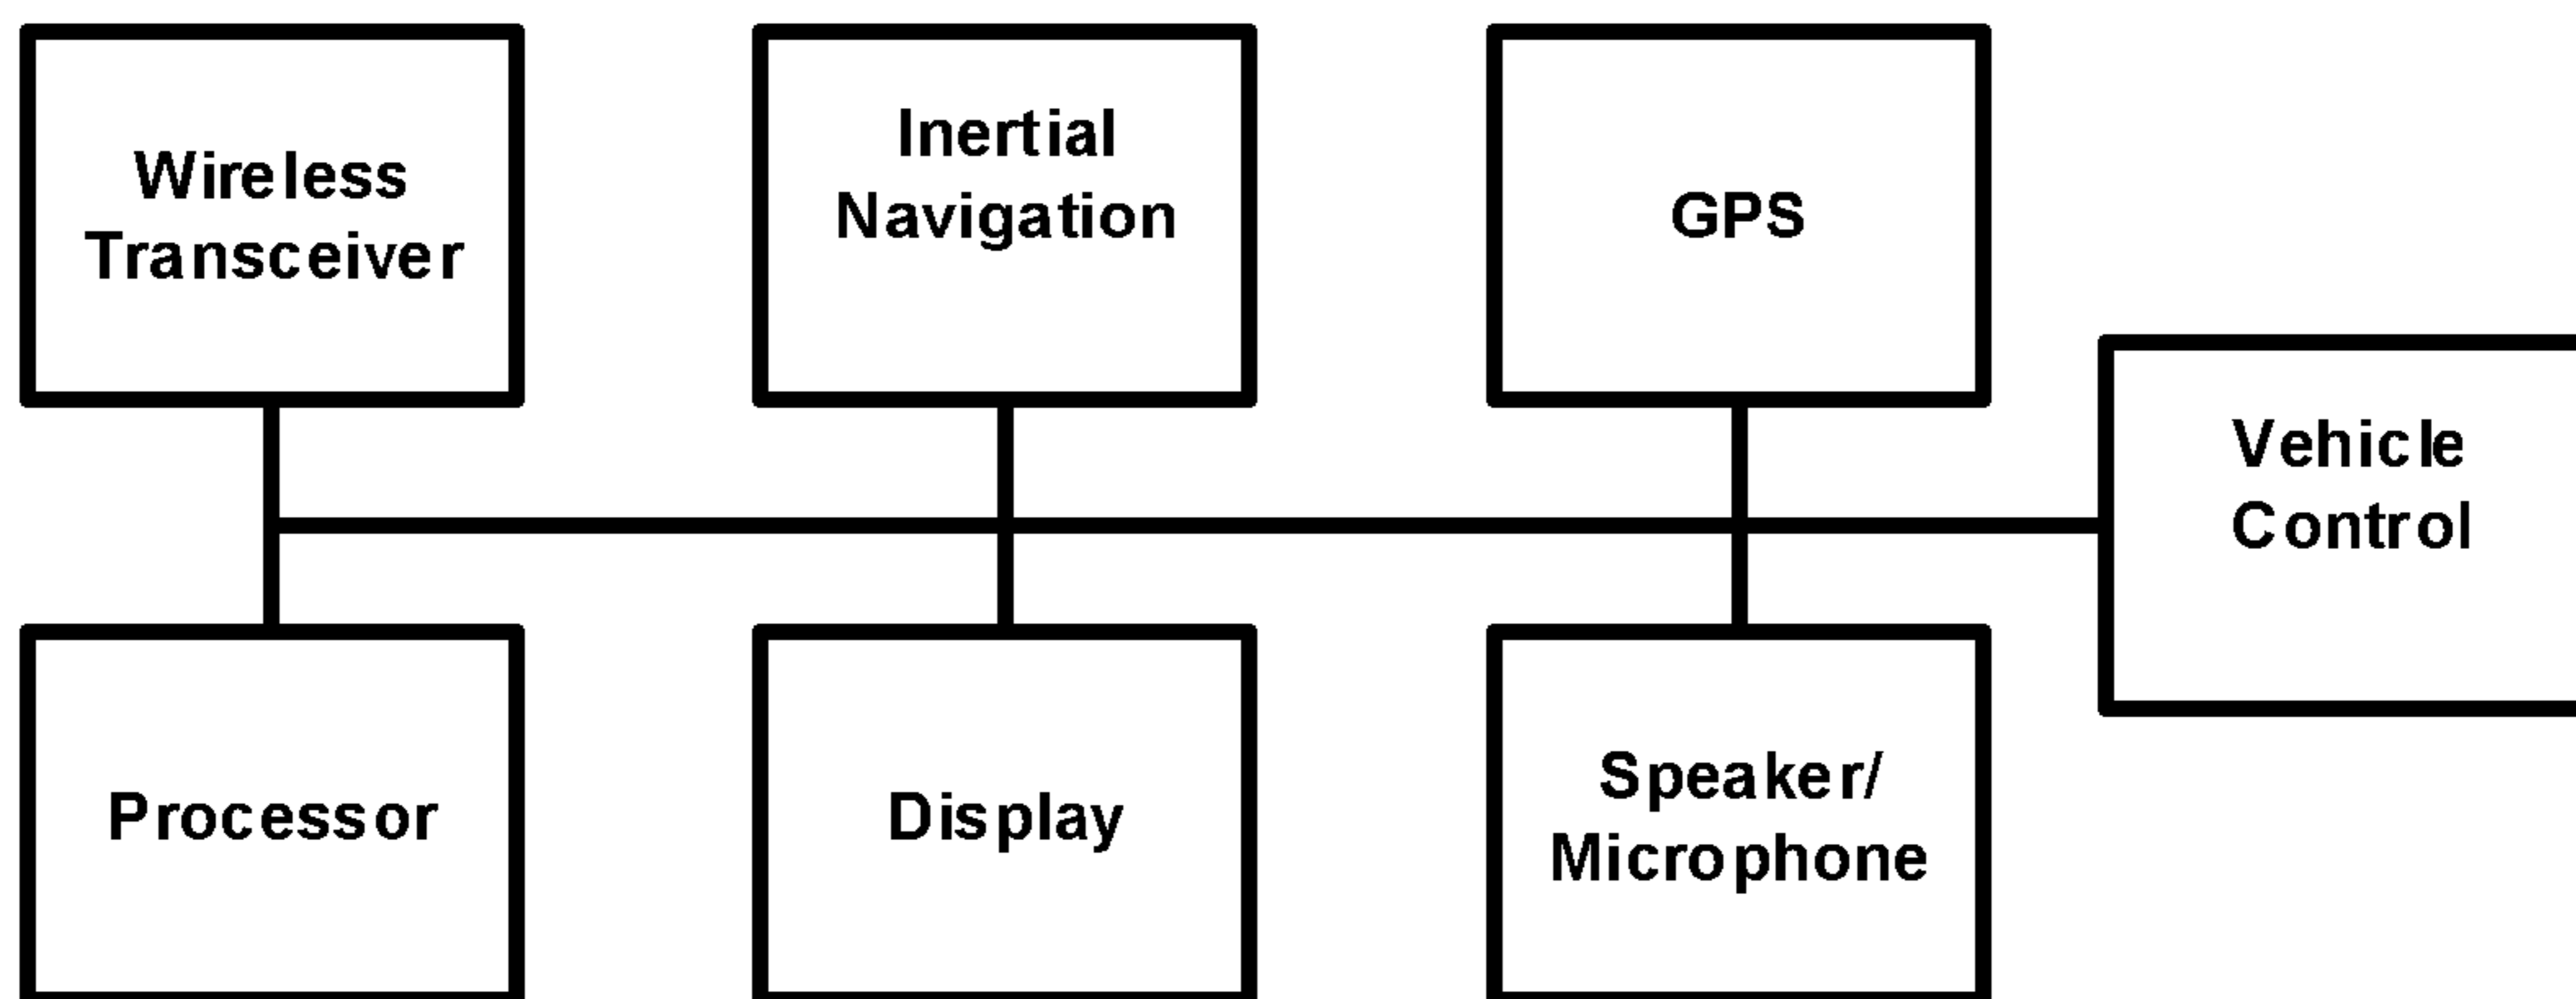 Wireless
Transceiver
Inertial
Navigation
GPS
Vehicle
Control
Processor
Display
Speaker/
Microphone